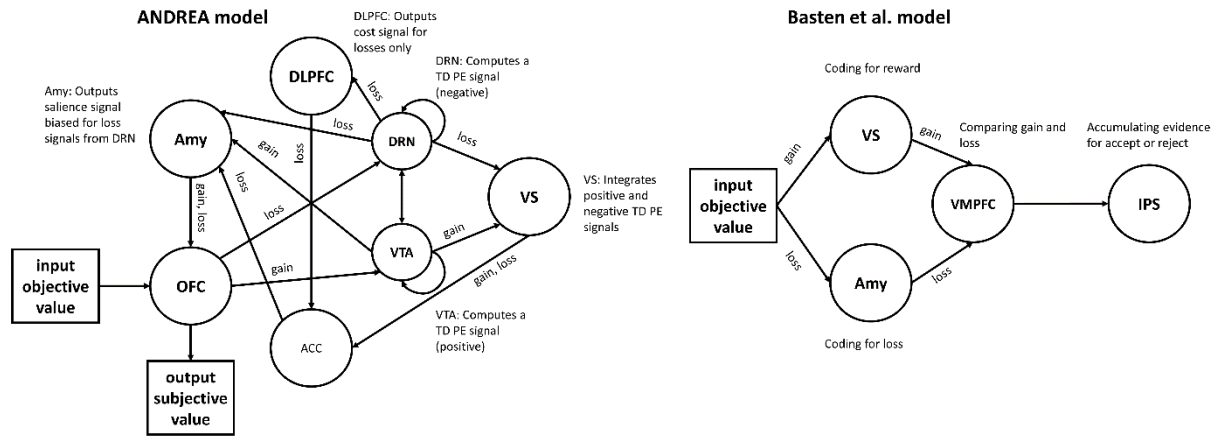 ANDREA model
DLPFC: Outputs
cost signal for
losses only
DLPFC
DRN: Computes a
TD PE signal
(negative)
Amy: Outputs
salience signal
biased for loss
signals from DRN
Amy
loss
loss
DRN
loss
gain
loss
loss
VS
VS: Integrates
positive and
negative TD PE
signals
gain, loss
loss
VTA
gain
input
objective
value
OFC
gain
gain, loss
VTA: Computes a
TD PE signal
(positive)
ACC
output
subjective
value
Basten et al. model
Coding for reward
VS
gain
gain
Comparing gain and
loss
Accumulating evidence
for accept or reject
input
objective
value
VMPFC
IPS
loss
Amy
loss
Coding for loss